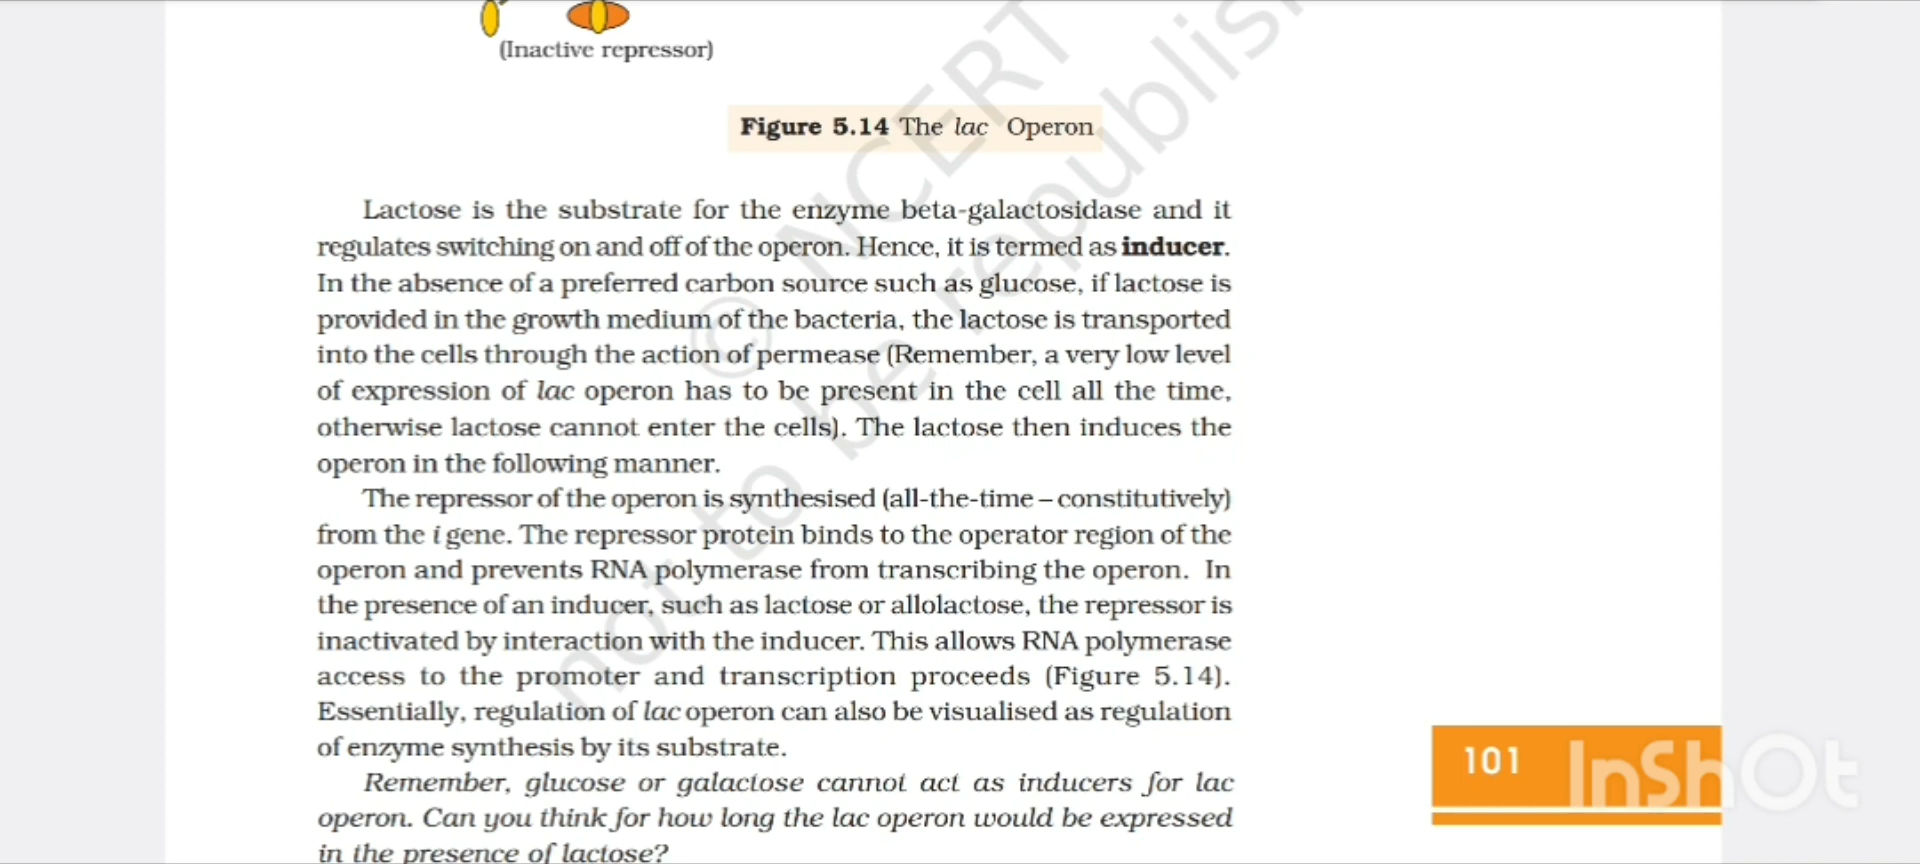 (Inactive repressor)
Figure 5.14 The lac Operon
Lactose is the substrate for the enzyme beta-galactosidase and it
regulates switching on and off of the operon. Hence, it is termed as inducer.
In the absence of a preferred carbon source such as glucose, if lactose is
provided in the growth medium of the bacteria, the lactose is transported
into the cells through the action of permease (Remember, a very low level
of expression of lac operon has to be present in the cell all the time,
otherwise lactose cannot enter the cells). The lactose then induces the
operon in the following manner.
The repressor of the operon is synthesised (all-the-time – constitutively)
from the i gene. The repressor protein binds to the operator region of the
operon and prevents RNA polymerase from transcribing the operon. In
the presence of an inducer, such as lactose or allolactose, the repressor is
inactivated by interaction with the inducer. This allows RNA polymerase
access to the promoter and transcription proceeds (Figure 5.14).
Essentially, regulation of lac operon can also be visualised as regulation
of enzyme synthesis by its substrate.
Remember, glucose or galactose cannot act as inducers for lac
operon. Can you think for how long the lac operon would be expressed
in the presence of lactose?
101
InShOt
© NCERT
not to be republis